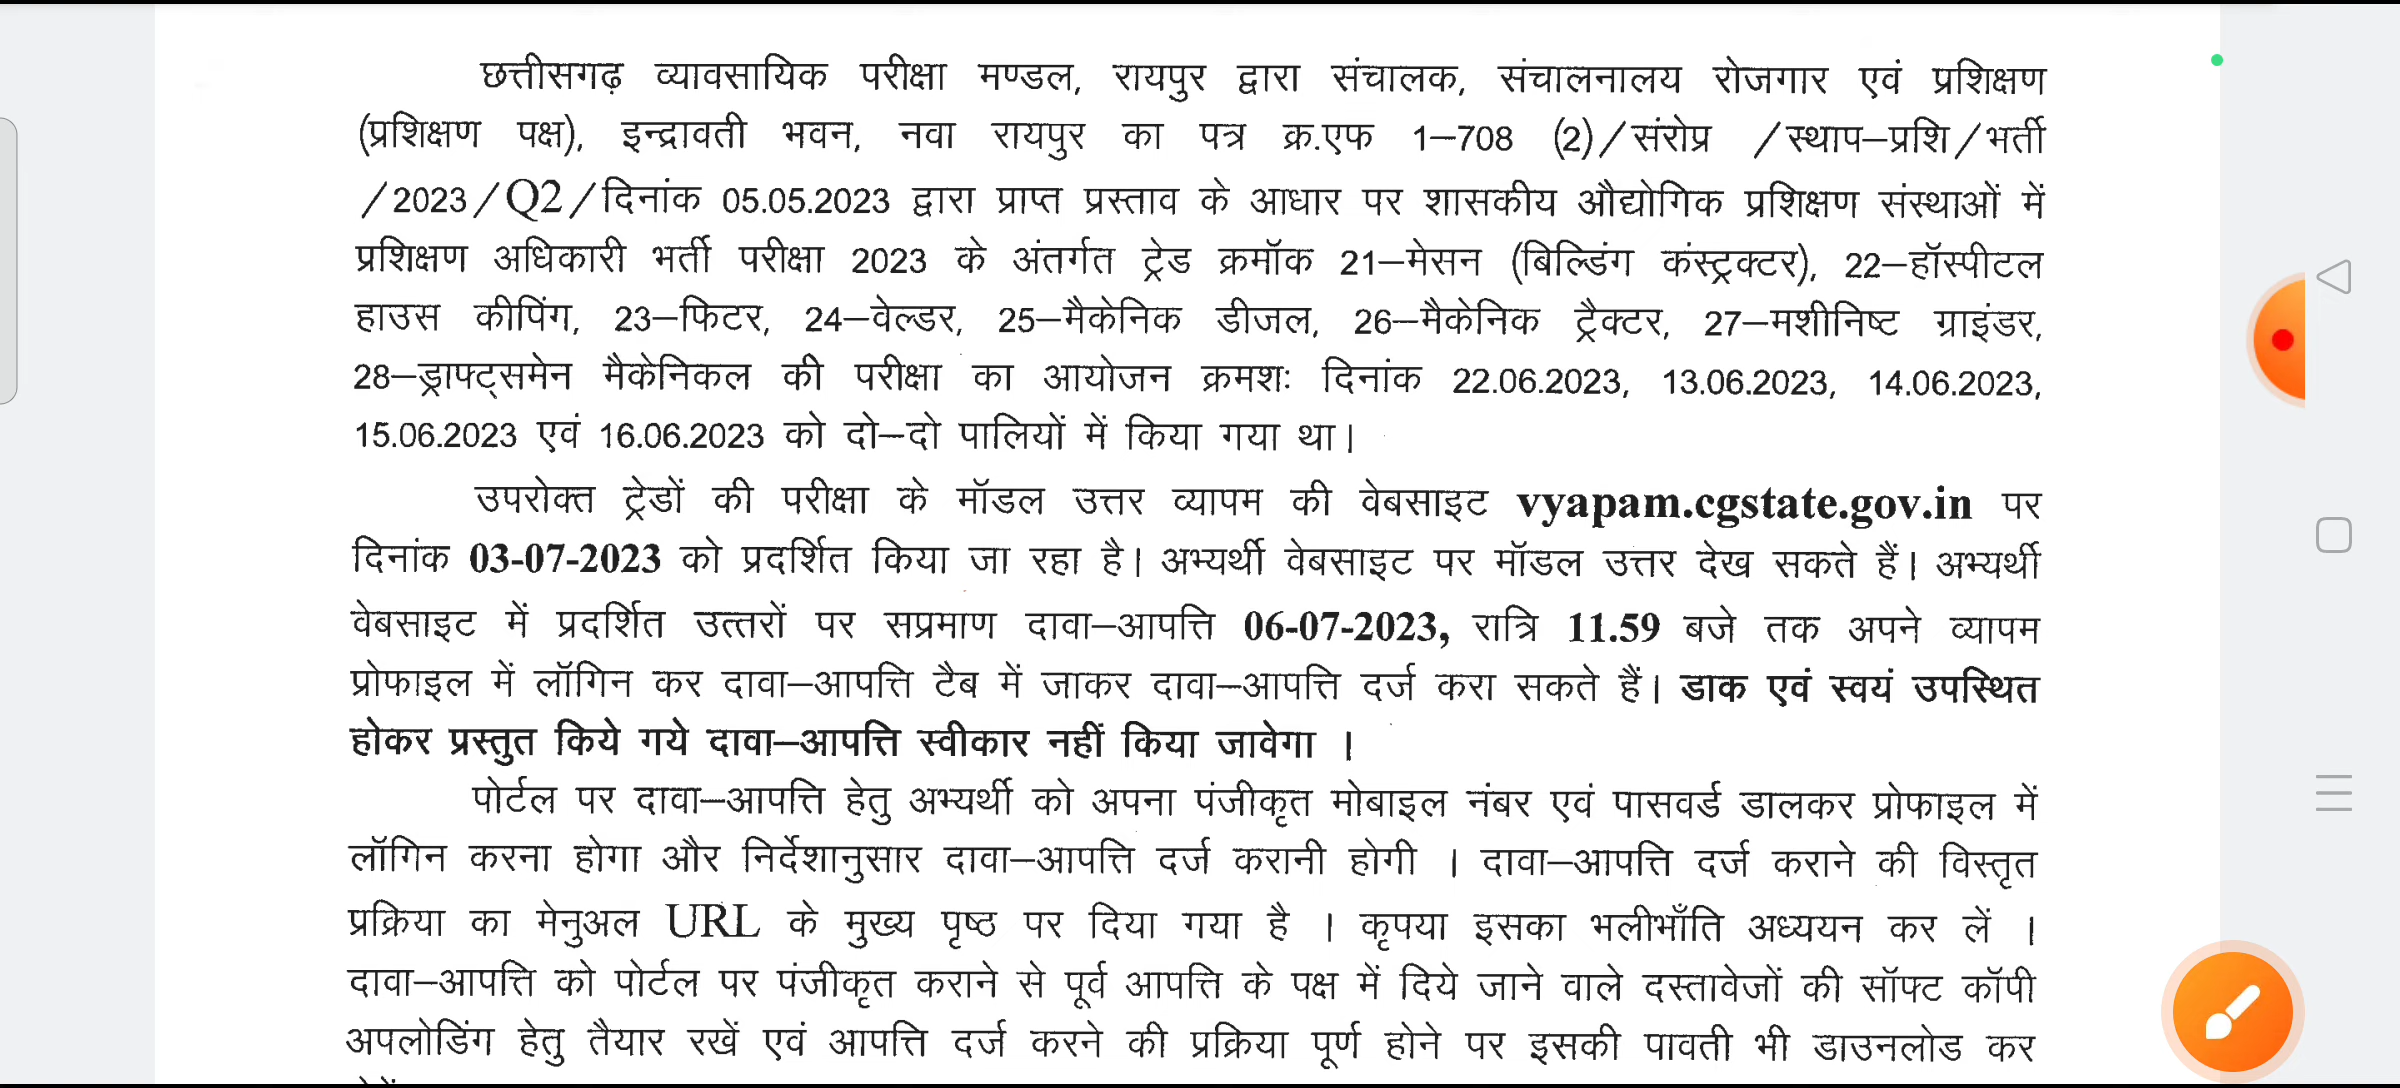 छत्तीसगढ़ व्यावसायिक परीक्षा मण्डल, रायपुर द्वारा संचालक, संचालनालय रोजगार एवं प्रशिक्षण
(प्रशिक्षण पक्ष), इन्द्रावती भवन, नवा रायपुर का पत्र क्र.एफ 1–708 (2)/संरोप्र /स्थाप–प्रशि/भर्ती
/2023/Q2/दिनांक 05.05.2023 द्वारा प्राप्त प्रस्ताव के आधार पर शासकीय औद्योगिक प्रशिक्षण संस्थाओं में
प्रशिक्षण अधिकारी भर्ती परीक्षा 2023 के अंतर्गत ट्रेड क्रमॉक 21–मेसन (बिल्डिंग कंस्ट्रक्टर), 22–हॉस्पीटल
हाउस कीपिंग, 23–फिटर, 24–वेल्डर, 25–मैकेनिक डीजल, 26–मैकेनिक ट्रैक्टर, 27–मशीनिष्ट ग्राइंडर,
28–ड्राफ्ट्समेन मैकेनिकल की परीक्षा का आयोजन क्रमशः दिनांक 22.06.2023, 13.06.2023, 14.06.2023,
15.06.2023 एवं 16.06.2023 को दो–दो पालियों में किया गया था।
उपरोक्त ट्रेडों की परीक्षा के मॉडल उत्तर व्यापम की वेबसाइट vyapam.cgstate.gov.in पर
दिनांक 03-07-2023 को प्रदर्शित किया जा रहा है। अभ्यर्थी वेबसाइट पर मॉडल उत्तर देख सकते हैं। अभ्यर्थी
वेबसाइट में प्रदर्शित उत्तरों पर सप्रमाण दावा–आपत्ति 06-07-2023, रात्रि 11.59 बजे तक अपने व्यापम
प्रोफाइल में लॉगिन कर दावा–आपत्ति टैब में जाकर दावा–आपत्ति दर्ज करा सकते हैं। डाक एवं स्वयं उपस्थित
होकर प्रस्तुत किये गये दावा–आपत्ति स्वीकार नहीं किया जावेगा ।
पोर्टल पर दावा–आपत्ति हेतु अभ्यर्थी को अपना पंजीकृत मोबाइल नंबर एवं पासवर्ड डालकर प्रोफाइल में
लॉगिन करना होगा और निर्देशानुसार दावा–आपत्ति दर्ज करानी होगी । दावा–आपत्ति दर्ज कराने की विस्तृत
प्रक्रिया का मेनुअल URL के मुख्य पृष्ठ पर दिया गया है । कृपया इसका भलीभाँति अध्ययन कर लें ।
दावा–आपत्ति को पोर्टल पर पंजीकृत कराने से पूर्व आपत्ति के पक्ष में दिये जाने वाले दस्तावेजों की सॉफ्ट कॉपी
अपलोडिंग हेतु तैयार रखें एवं आपत्ति दर्ज करने की प्रक्रिया पूर्ण होने पर इसकी पावती भी डाउनलोड कर